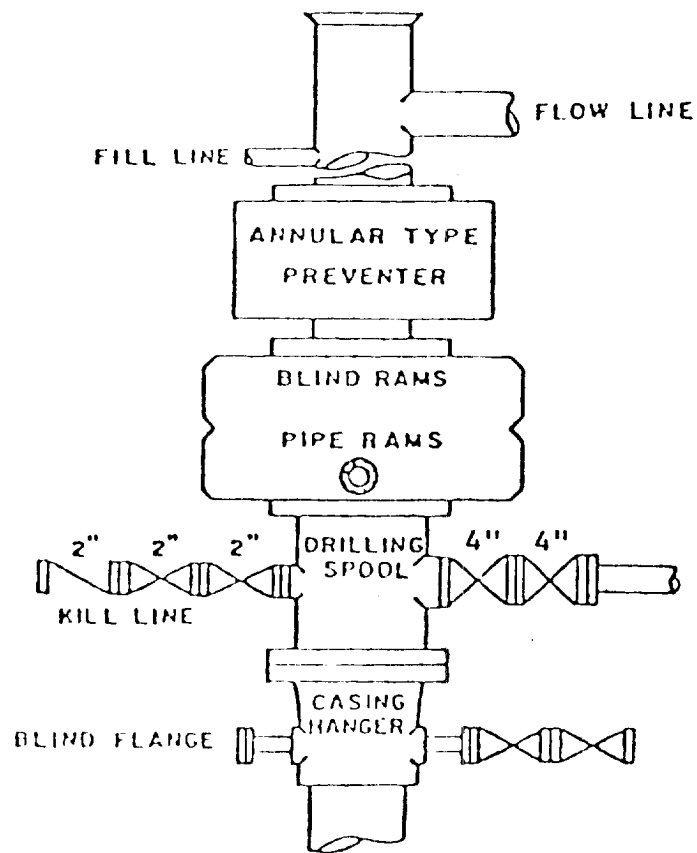 FLOW LINE
FILL LINE
ANNULAR TYPE
PREVENTER
BLIND RAMS
PIPE RAMS
2" 2" 2"
DRILLING
SPOOL
4" 4"
KILL LINE
CASING
HANGER
BLIND FLANGE